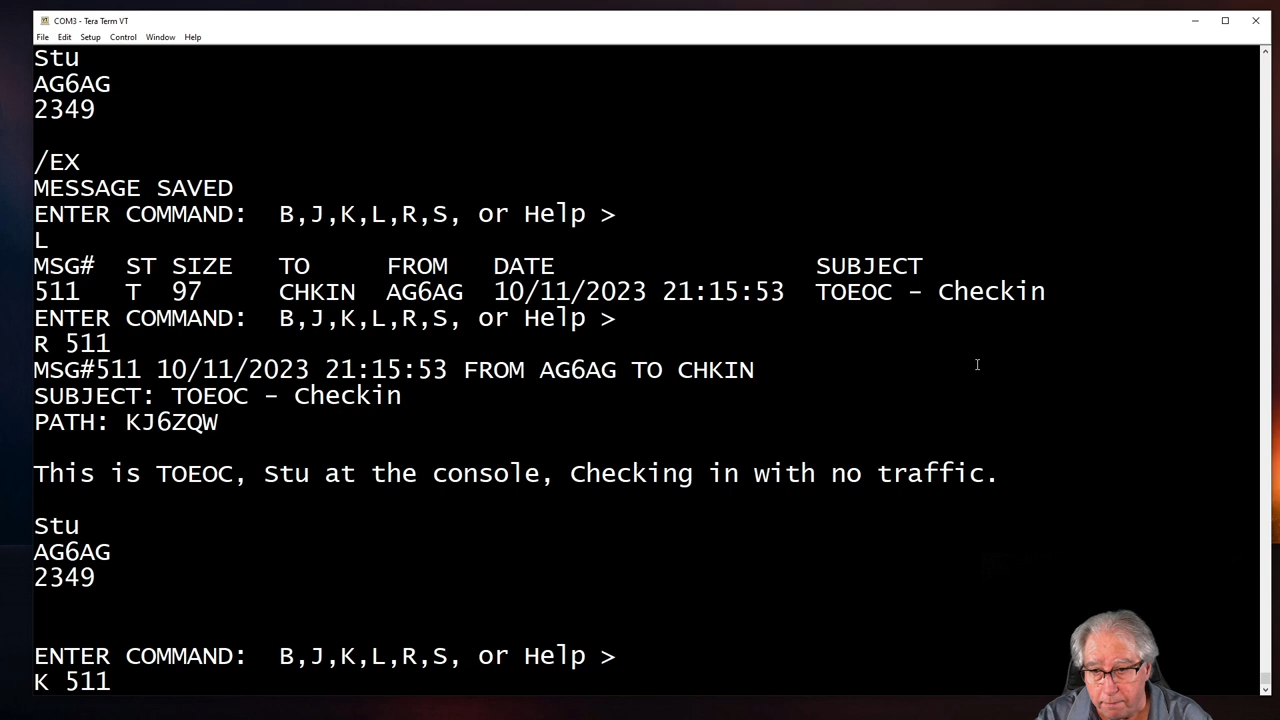 COM3 - Tera Term VT
File Edit Setup Control Window Help
Stu
AG6AG
2349
/EX
MESSAGE SAVED
ENTER COMMAND:  B,J,K,L,R,S, or Help >
L
MSG#  ST SIZE   TO     FROM   DATE                 SUBJECT
511   T  97     CHKIN  AG6AG  10/11/2023 21:15:53  TOEOC - Checkin
ENTER COMMAND:  B,J,K,L,R,S, or Help >
R 511
MSG#511 10/11/2023 21:15:53 FROM AG6AG TO CHKIN
SUBJECT: TOEOC - Checkin
PATH: KJ6ZQW
This is TOEOC, Stu at the console, Checking in with no traffic.
Stu
AG6AG
2349
ENTER COMMAND:  B,J,K,L,R,S, or Help >
K 511